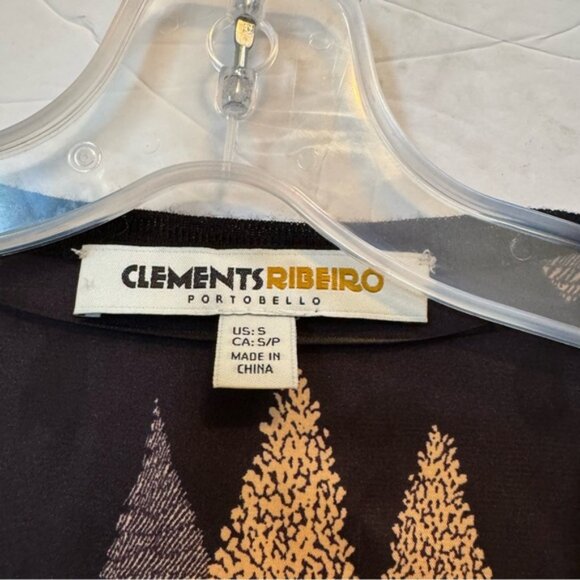 CLEMENTSRIBEIRO
PORTOBELLO
US: S
CA: S/P
MADE IN
CHINA